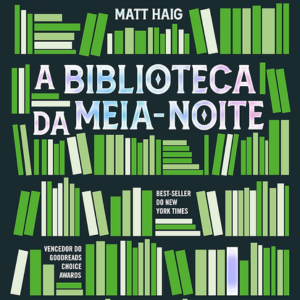 MATT HAIG
A BIBLIOTECA
DA MEIA-NOITE
BEST-SELLER
DO NEW
YORK TIMES
VENCEDOR DO
GOODREADS
CHOICE
AWARDS